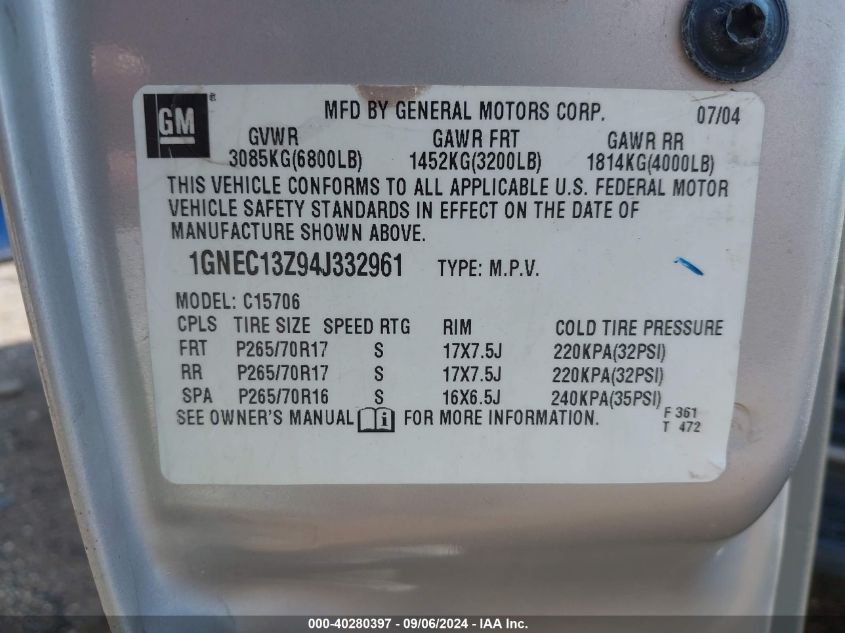 GM ®
MFD BY GENERAL MOTORS CORP. 07/04
GVWR GAWR FRT GAWR RR
3085KG(6800LB) 1452KG(3200LB) 1814KG(4000LB)
THIS VEHICLE CONFORMS TO ALL APPLICABLE U.S. FEDERAL MOTOR
VEHICLE SAFETY STANDARDS IN EFFECT ON THE DATE OF
MANUFACTURE SHOWN ABOVE.
1GNEC13Z94J332961 TYPE: M.P.V.
MODEL: C15706
CPLS TIRE SIZE SPEED RTG RIM COLD TIRE PRESSURE
FRT P265/70R17 S 17X7.5J 220KPA(32PSI)
RR P265/70R17 S 17X7.5J 220KPA(32PSI)
SPA P265/70R16 S 16X6.5J 240KPA(35PSI)
SEE OWNER'S MANUAL i FOR MORE INFORMATION.
F 361
T 472
000-40280397 - 09/06/2024 - IAA Inc.